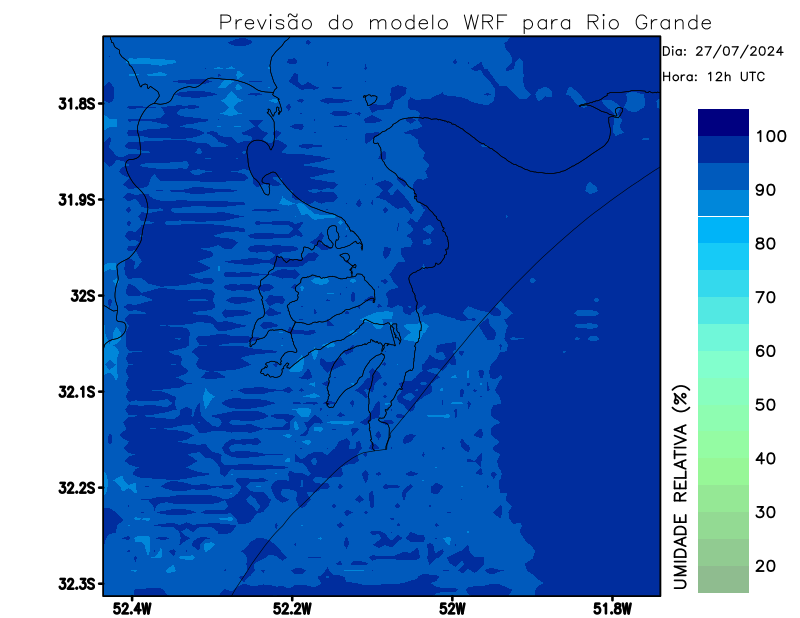 Previsão do modelo WRF para Rio Grande
Dia: 27/07/2024
Hora: 12h UTC
31.8S
31.9S
32S
32.1S
32.2S
32.3S
52.4W
52.2W
52W
51.8W
100
90
80
70
60
50
40
30
20
UMIDADE RELATIVA (%)